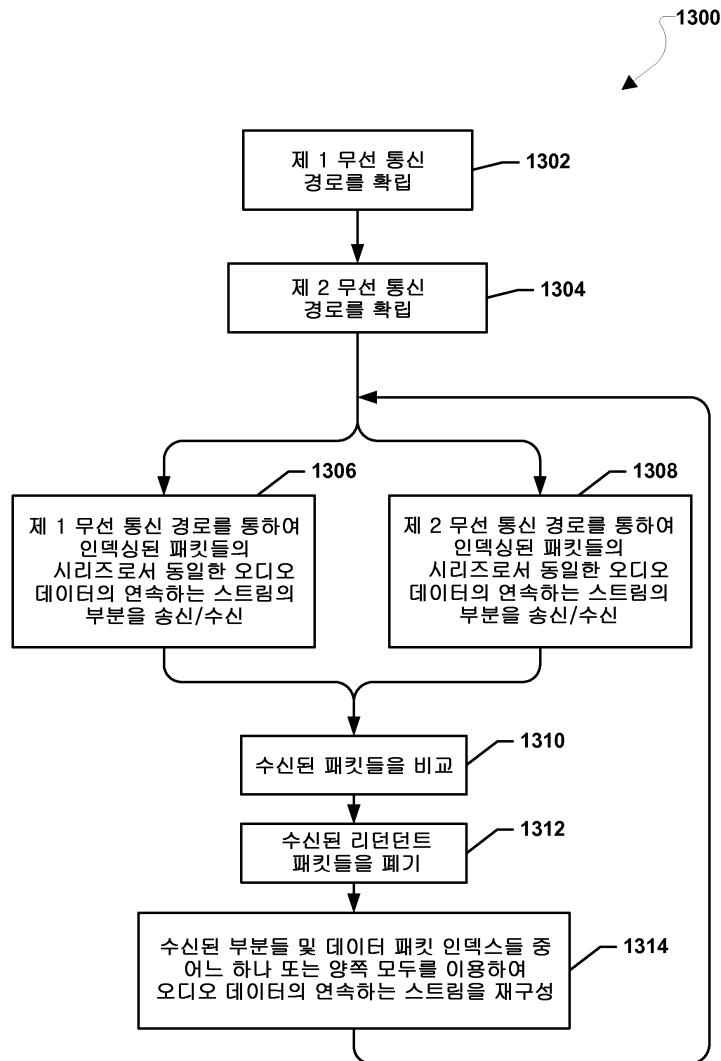 1300
제 1 무선 통신
경로를 확립
1302
제 2 무선 통신
경로를 확립
1304
1306
제 1 무선 통신 경로를 통하여
인덱싱된 패킷들의
시리즈로서 동일한 오디오
데이터의 연속하는 스트림의
부분을 송신/수신
1308
제 2 무선 통신 경로를 통하여
인덱싱된 패킷들의
시리즈로서 동일한 오디오
데이터의 연속하는 스트림의
부분을 송신/수신
수신된 패킷들을 비교
1310
수신된 리던던트
패킷들을 폐기
1312
수신된 부분들 및 데이터 패킷 인덱스들 중
어느 하나 또는 양쪽 모두를 이용하여
오디오 데이터의 연속하는 스트림을 재구성
1314